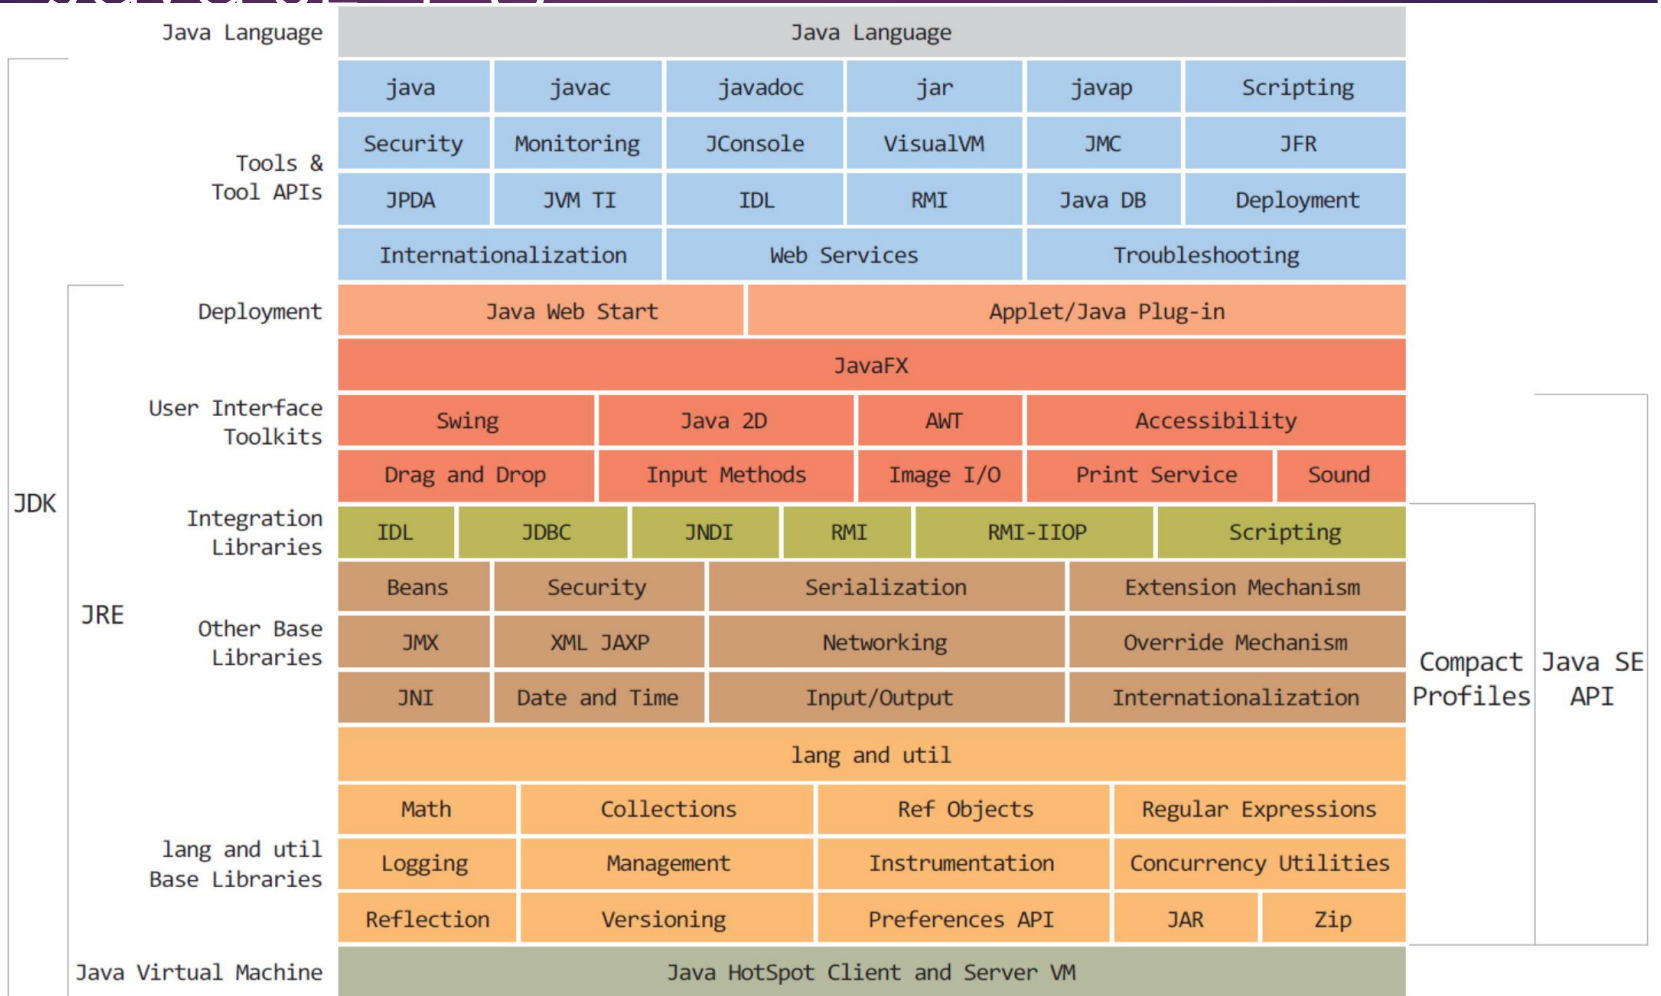 Java Language Java Language
java javac javadoc jar javap Scripting
Security Monitoring JConsole VisualVM JMC JFR
Tools &
Tool APIs
JPDA JVM TI IDL RMI Java DB Deployment
Internationalization Web Services Troubleshooting
Deployment Java Web Start Applet/Java Plug-in
JavaFX
User Interface
Toolkits
Swing Java 2D AWT Accessibility
Drag and Drop Input Methods Image I/O Print Service Sound
JDK
Integration
Libraries
IDL JDBC JNDI RMI RMI-IIOP Scripting
Beans Security Serialization Extension Mechanism
JRE
Other Base
Libraries
JMX XML JAXP Networking Override Mechanism
Compact
Profiles
Java SE
API
JNI Date and Time Input/Output Internationalization
lang and util
Math Collections Ref Objects Regular Expressions
lang and util
Base Libraries
Logging Management Instrumentation Concurrency Utilities
Reflection Versioning Preferences API JAR Zip
Java Virtual Machine Java HotSpot Client and Server VM